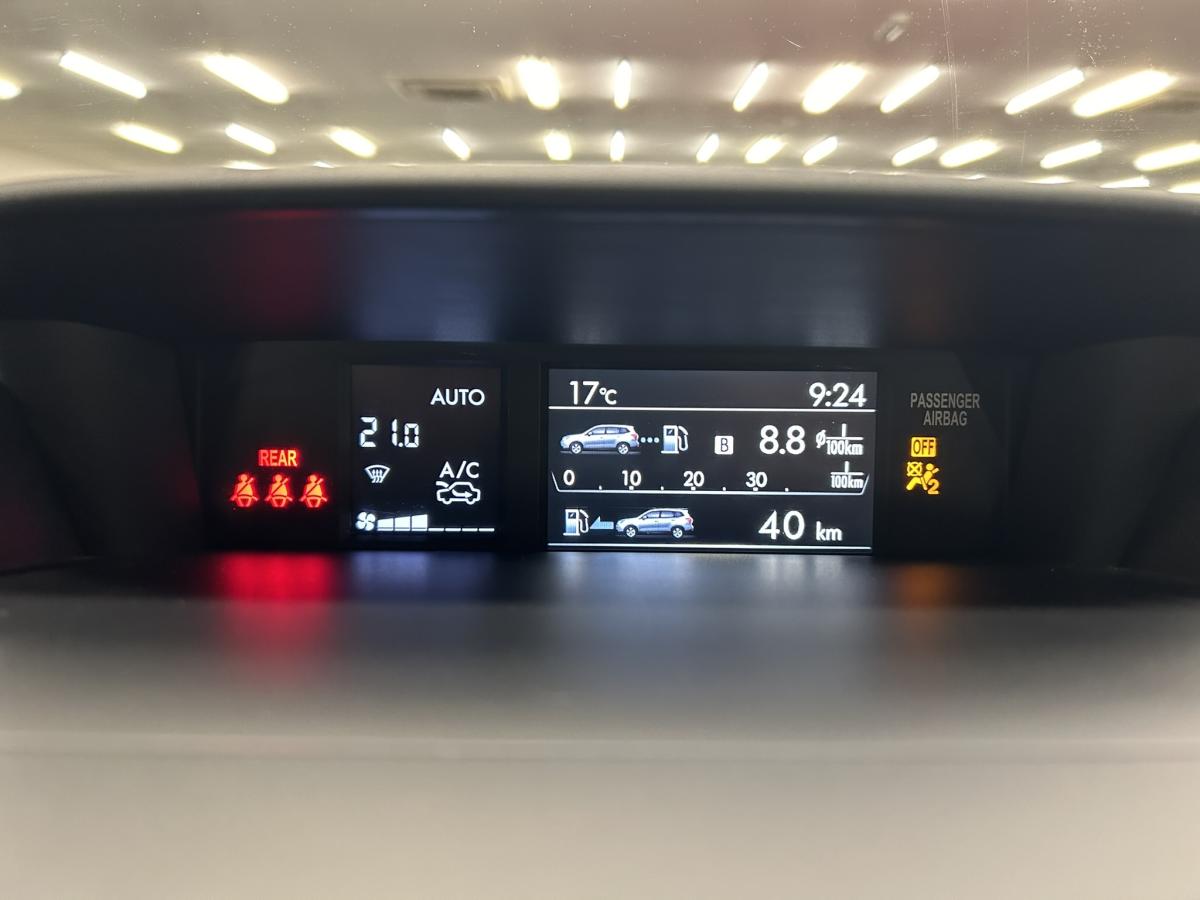 REAR
AUTO
21.0
A/C
17°C 9:24
B 8.8 ø l/100km
0 . 10 . 20 . 30 . l/100km
40 km
PASSENGER
AIRBAG
OFF
2